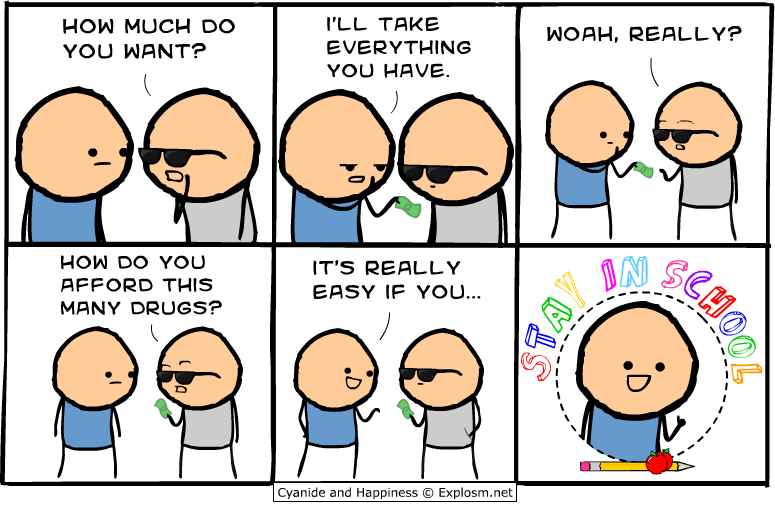 HOW MUCH DO
YOU WANT?
I'LL TAKE
EVERYTHING
YOU HAVE.
WOAH, REALLY?
HOW DO YOU
AFFORD THIS
MANY DRUGS?
IT'S REALLY
EASY IF YOU...
STAY IN SCHOOL
Cyanide and Happiness © Explosm.net